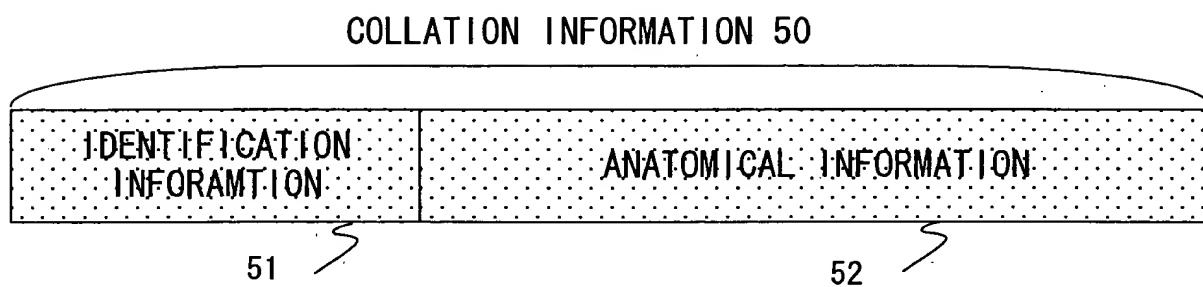 COLLATION INFORMATION 50
IDENTIFICATION
INFORAMTION
ANATOMICAL INFORMATION
51
52